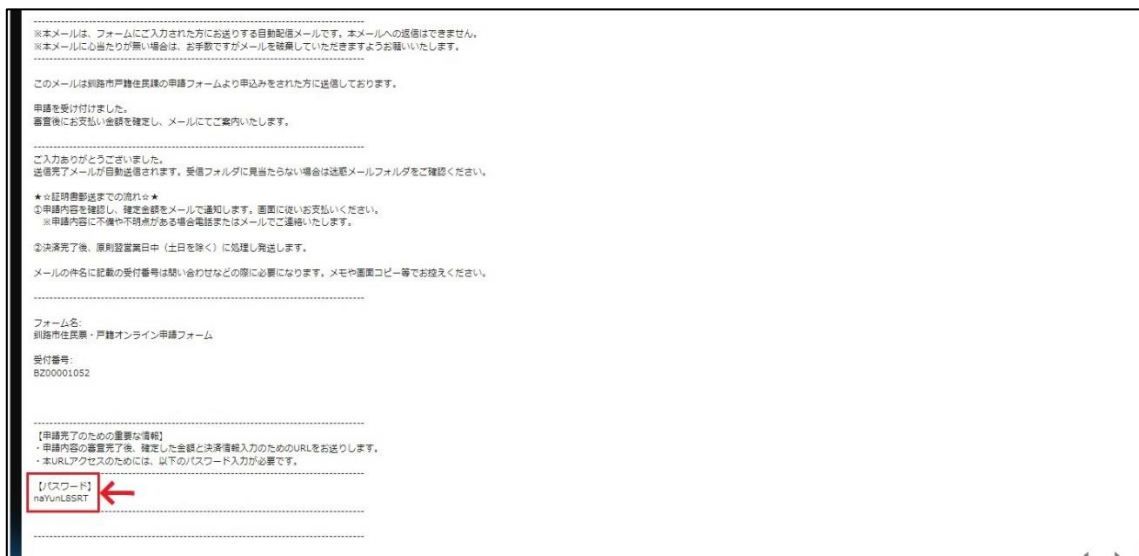 --------------------------------------------------------------------------------
※本メールは、フォームにご入力された方にお送りする自動配信メールです。本メールへの返信はできません。
※本メールに心当たりが無い場合は、お手数ですがメールを破棄していただきますようお願いいたします。
--------------------------------------------------------------------------------
このメールは釧路市戸籍住民課の申請フォームより申込みをされた方に送信しております。
申請を受け付けました。
審査後にお支払い金額を確定し、メールにてご案内いたします。
--------------------------------------------------------------------------------
ご入力ありがとうございました。
送信完了メールが自動送信されます。受信フォルダに見当たらない場合は迷惑メールフォルダをご確認ください。
★☆証明書郵送までの流れ☆★
①申請内容を確認し、確定金額をメールで通知します。画面に従いお支払いください。
※申請内容に不備や不明点がある場合電話またはメールでご連絡いたします。
②決済完了後、原則翌営業日中（土日を除く）に処理し発送します。
メールの件名に記載の受付番号は問い合わせなどの際に必要になります。メモや画面コピー等でお控えください。
--------------------------------------------------------------------------------
フォーム名:
釧路市住民票・戸籍オンライン申請フォーム
受付番号:
BZ00001052
--------------------------------------------------------------------------------
【申請完了のための重要な情報】
・申請内容の審査完了後、確定した金額と決済情報入力のためのURLをお送りします。
・本URLアクセスのためには、以下のパスワード入力が必要です。
--------------------------------------------------------------------------------
【パスワード】
naYunL8SRT
--------------------------------------------------------------------------------
--------------------------------------------------------------------------------